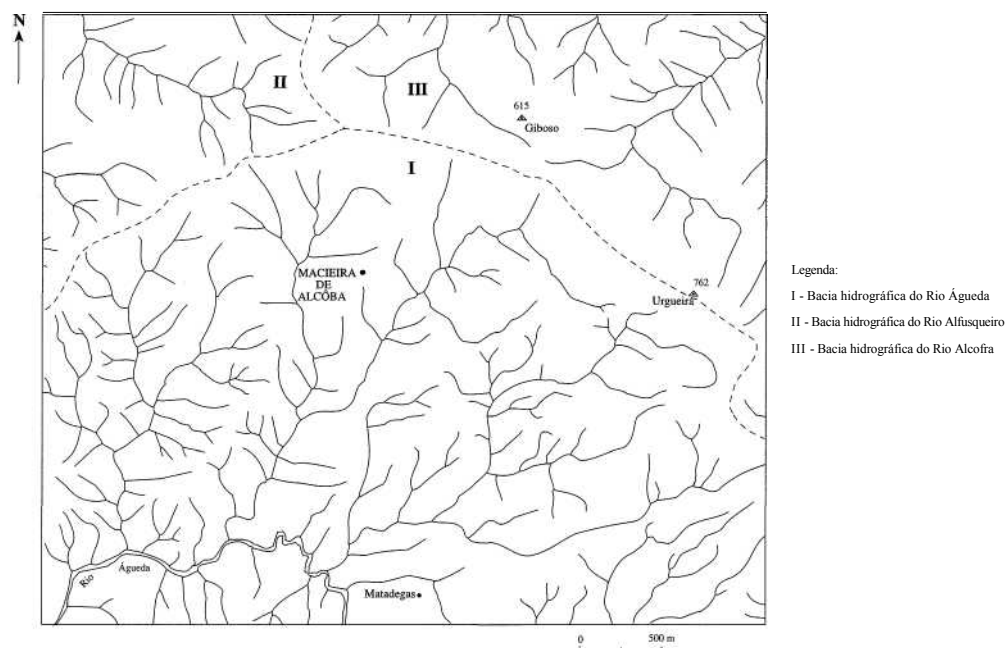 N
II
III
615
Giboso
I
MACIEIRA
DE
ALCÔBA
762
Urgueira
Legenda:
I - Bacia hidrográfica do Rio Águeda
II - Bacia hidrográfica do Rio Alfusqueiro
III - Bacia hidrográfica do Rio Alcofra
Rio Águeda
Matadegas
0 500 m